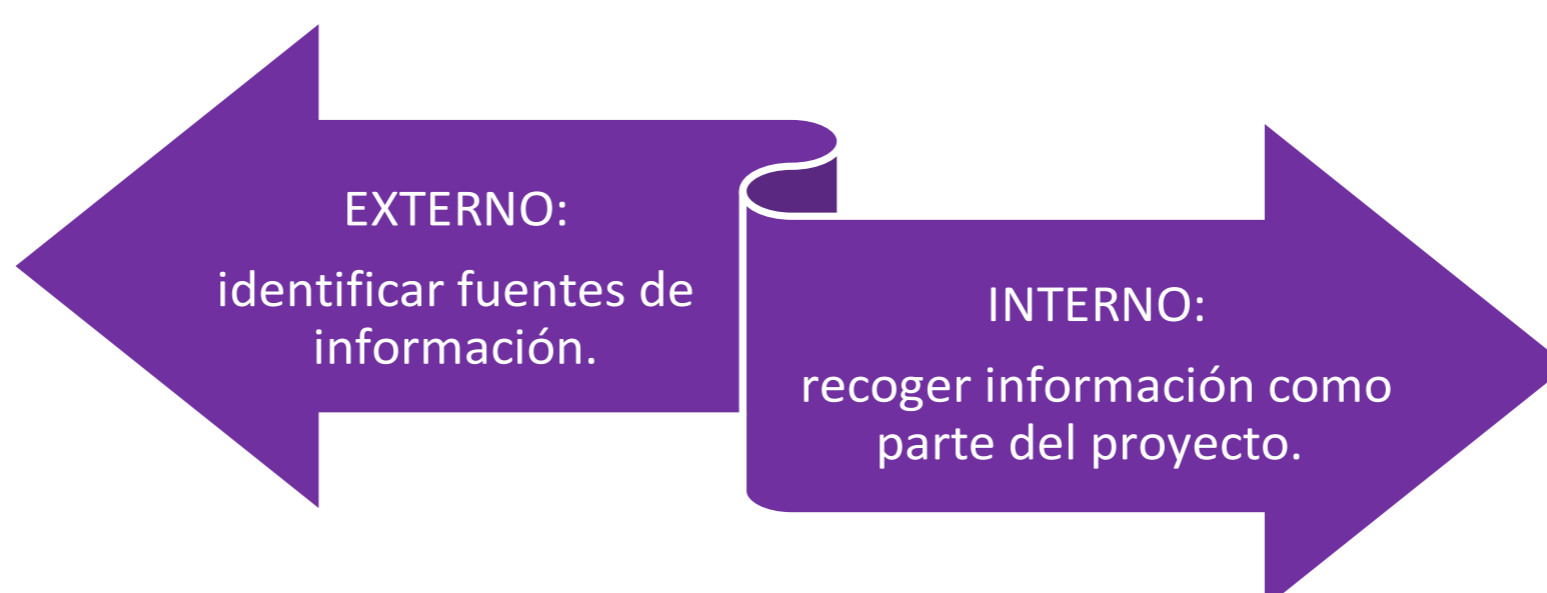 EXTERNO:
identificar fuentes de
información.
INTERNO:
recoger información como
parte del proyecto.